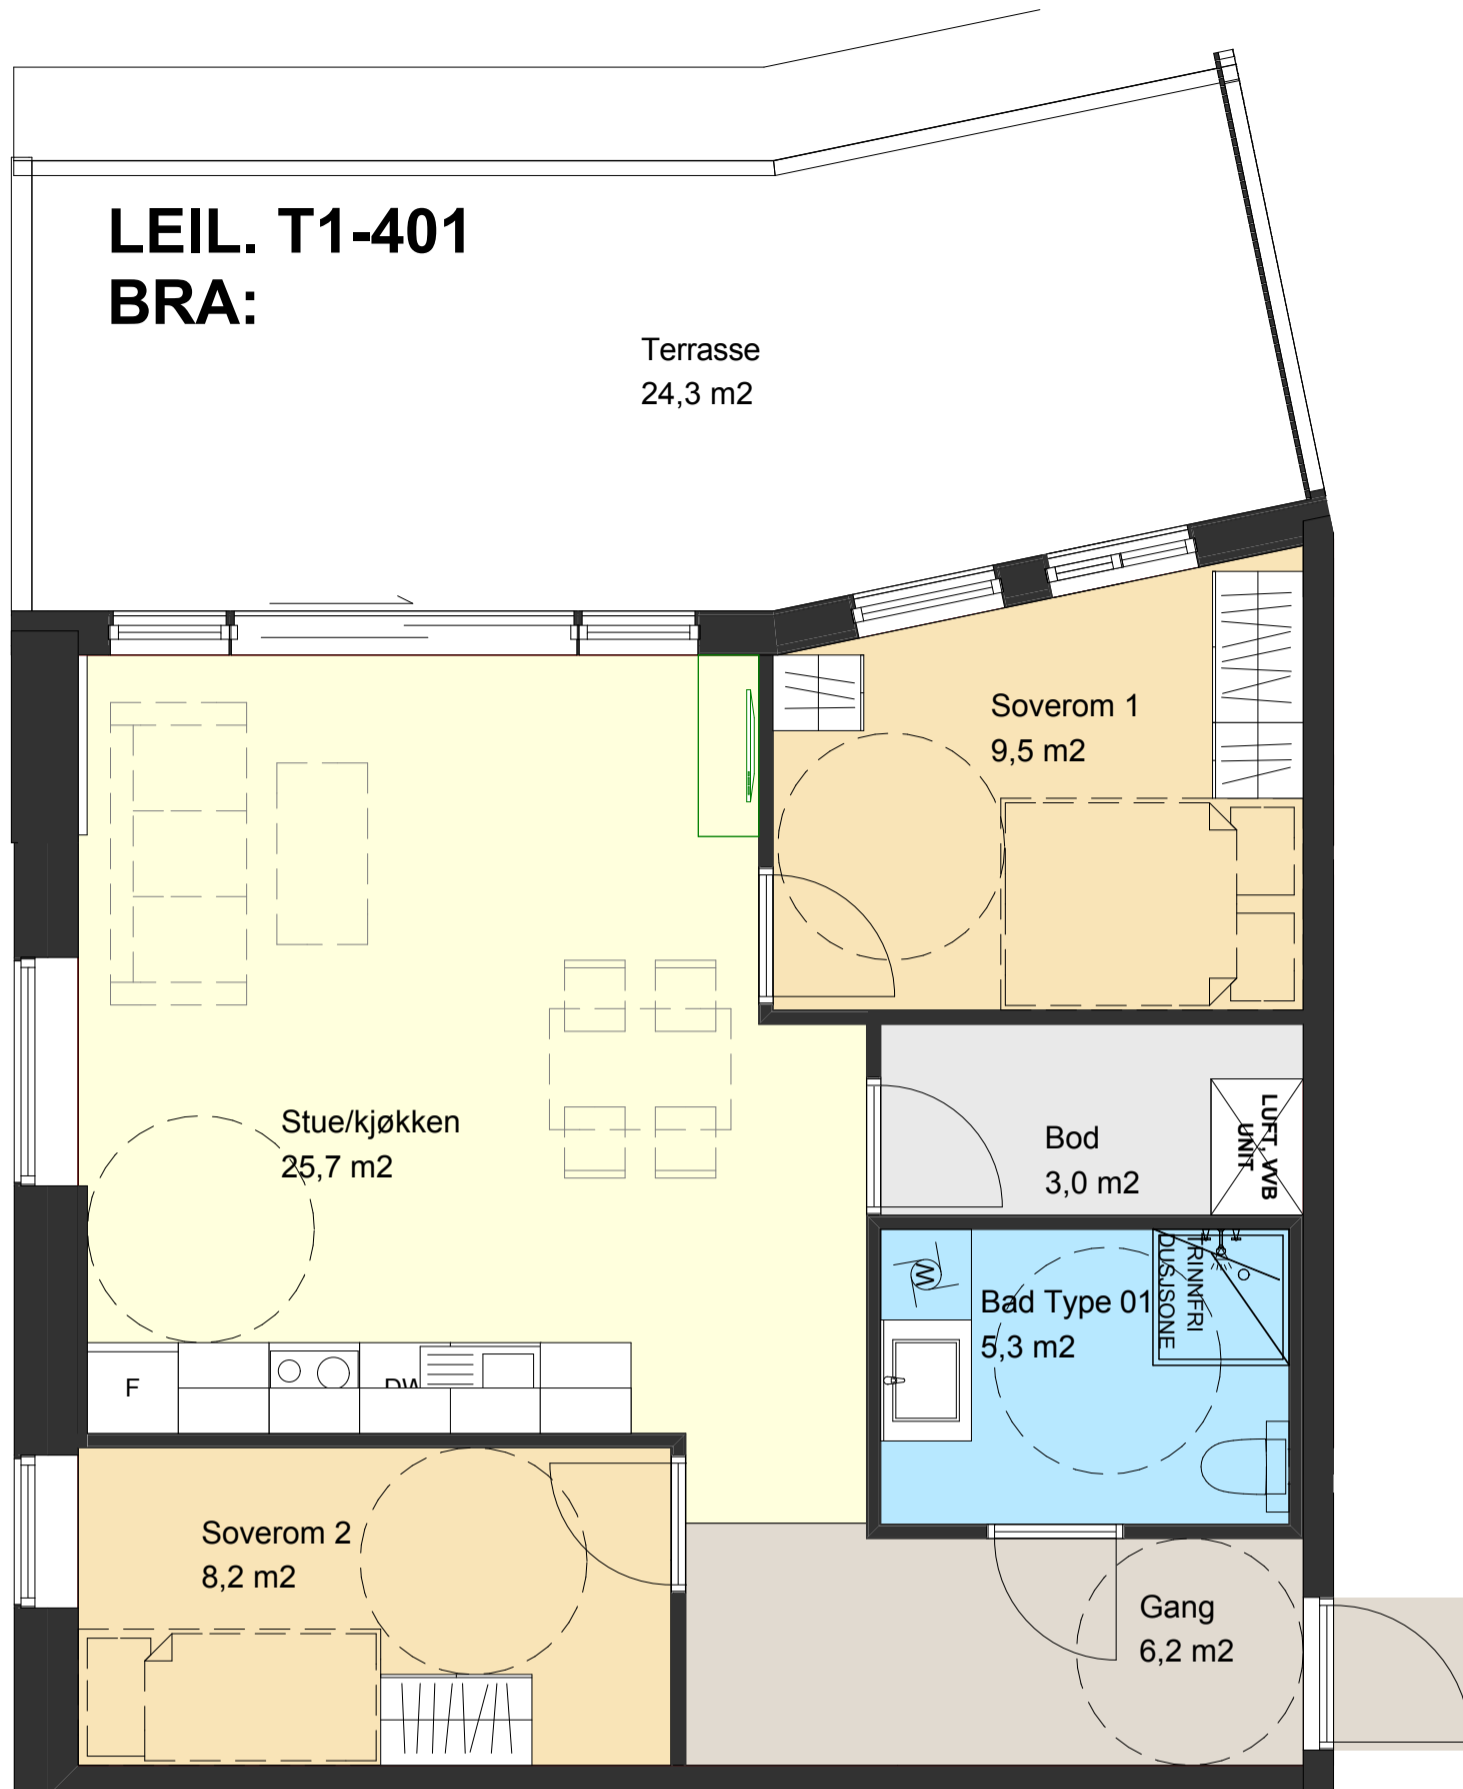 LEIL. T1-401
BRA:
Terrasse
24,3 m2
Soverom 1
9,5 m2
Stue/kjøkken
25,7 m2
Bod
3,0 m2
LUFT, VVB
UNIT
W
Bad Type 01
5,3 m2
TRINNFRI
DUSJSONE
F
DW
Soverom 2
8,2 m2
Gang
6,2 m2